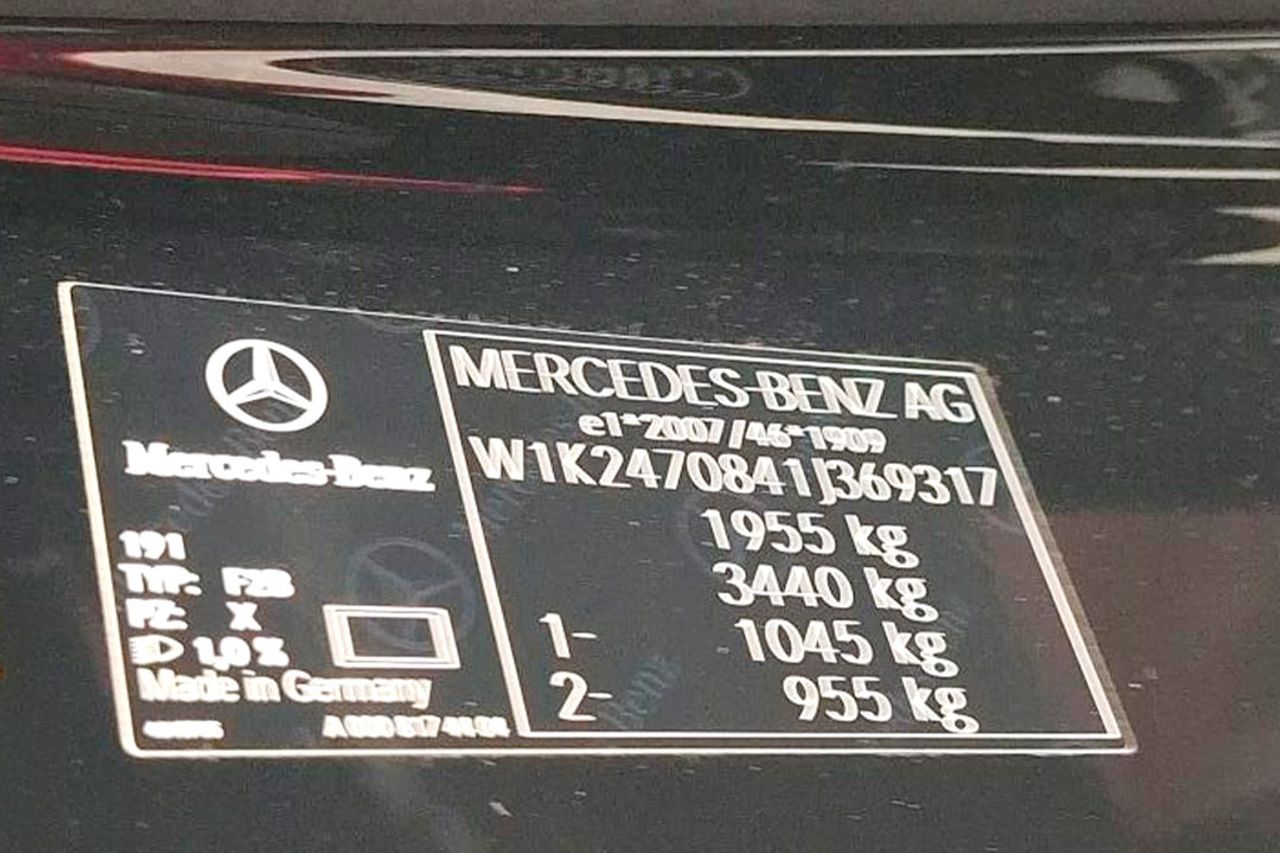 Mercedes-Benz
191
TYP: F2B
PZ: X
1,0 %
Made in Germany
MERCEDES-BENZ AG
e1*2007/46*1909
W1K2470841J369317
1955 kg
3440 kg
1- 1045 kg
2- 955 kg